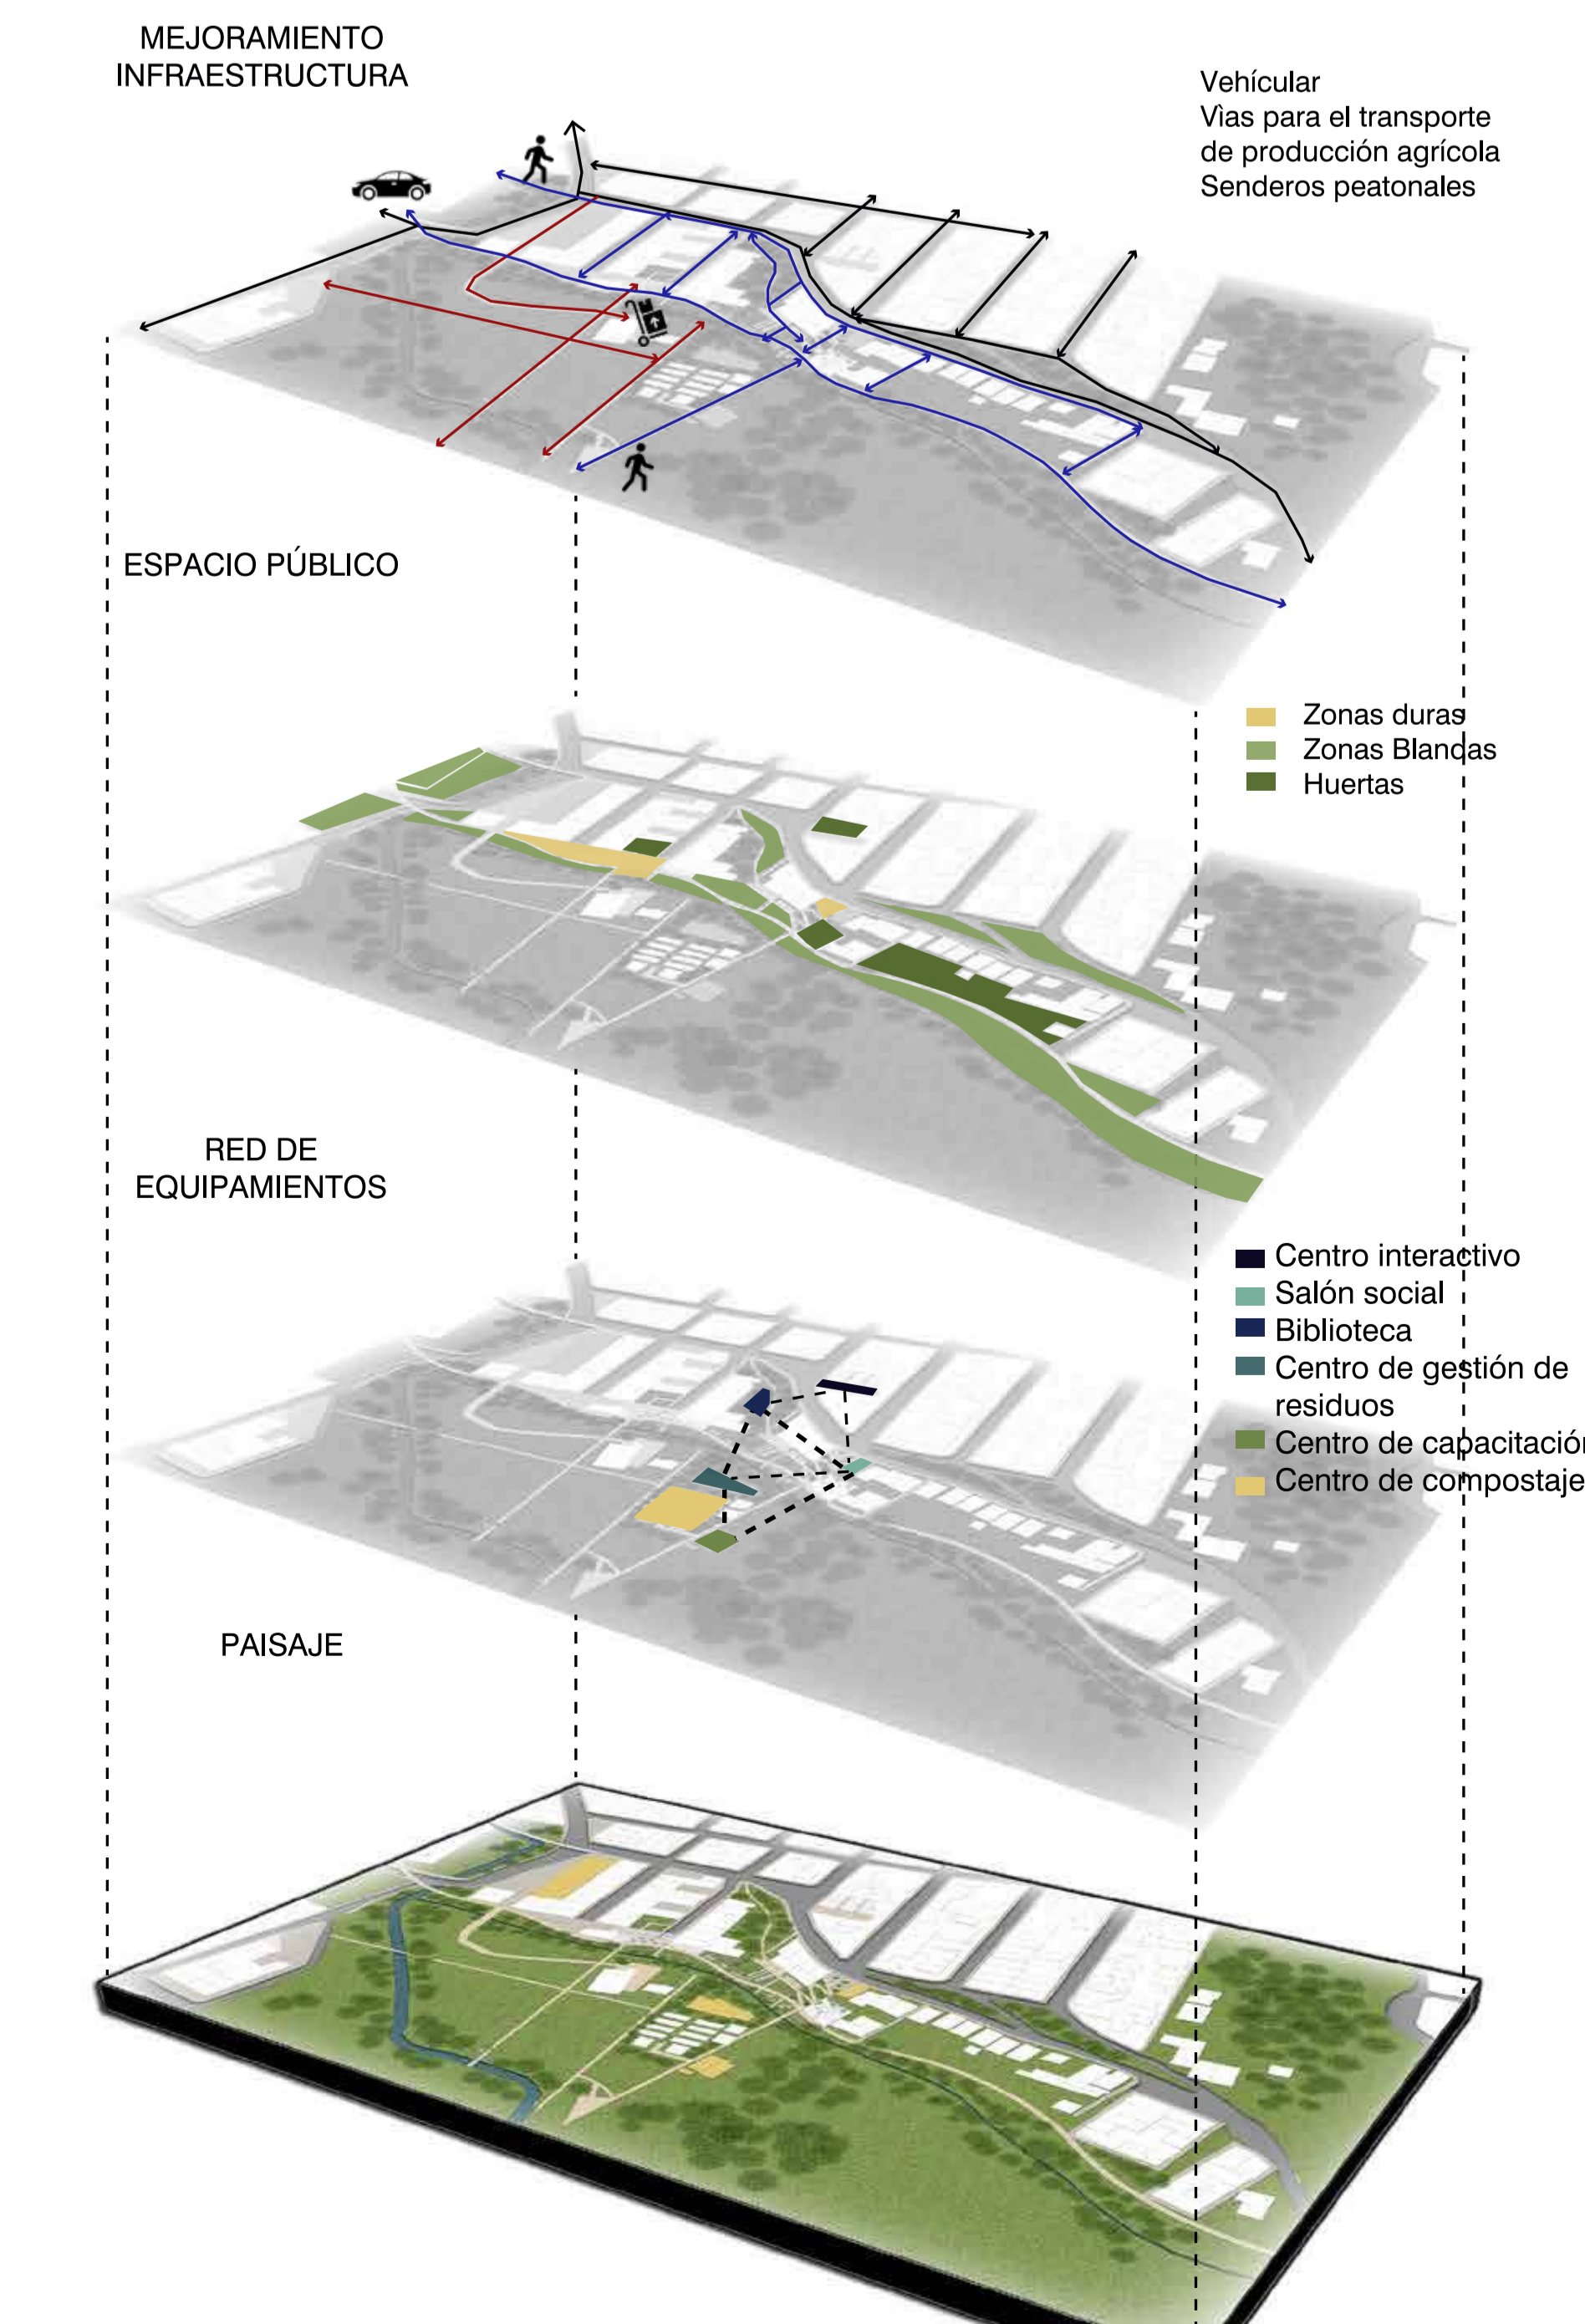 MEJORAMIENTO
INFRAESTRUCTURA
Vehícular
Vìas para el transporte
de producción agrícola
Senderos peatonales
ESPACIO PÚBLICO
Zonas duras
Zonas Blandas
Huertas
RED DE
EQUIPAMIENTOS
Centro interactivo
Salón social
Biblioteca
Centro de gestión de
residuos
Centro de capacitación
Centro de compostaje
PAISAJE